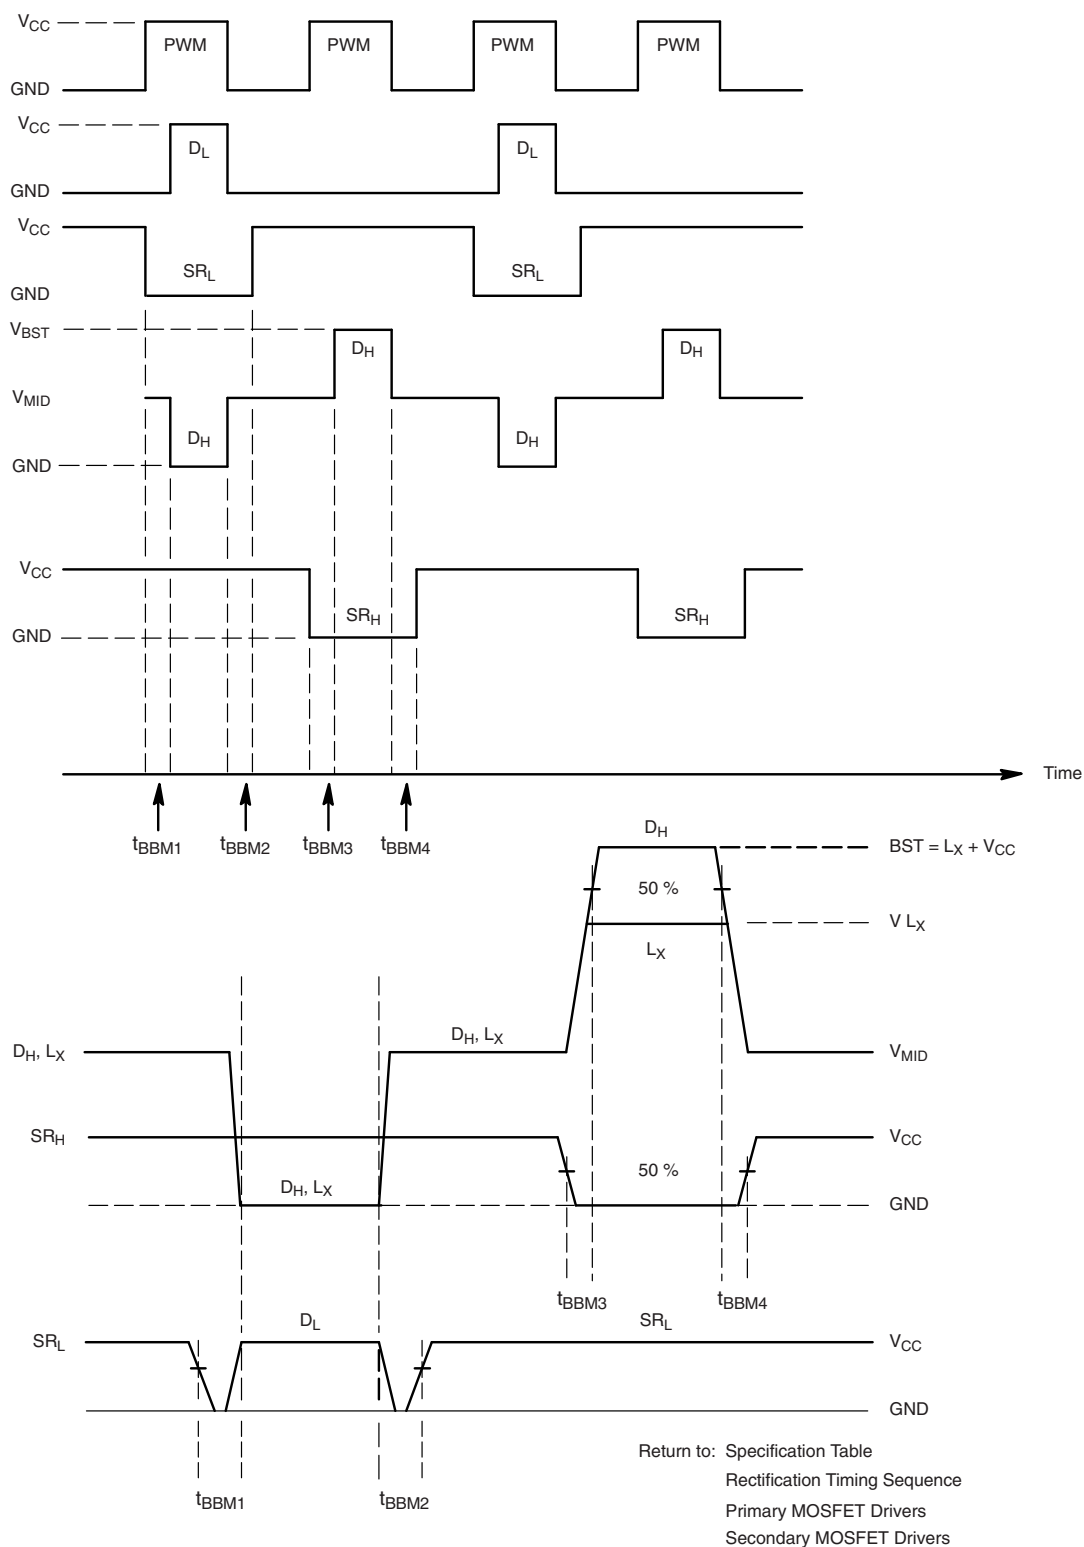 VCC
PWM PWM PWM PWM
GND
VCC
DL DL
GND
VCC
SRL SRL
GND
VBST
DH DH
VMID
DH DH
GND
VCC
SRH SRH
GND
Time
tBBM1 tBBM2 tBBM3 tBBM4
DH
BST = LX + VCC
50 %
V LX
LX
DH, LX
DH, LX
VMID
SRH
VCC
50 %
DH, LX
GND
tBBM3 tBBM4
SRL
DL
SRL
VCC
GND
tBBM1 tBBM2
Return to: Specification Table
Rectification Timing Sequence
Primary MOSFET Drivers
Secondary MOSFET Drivers